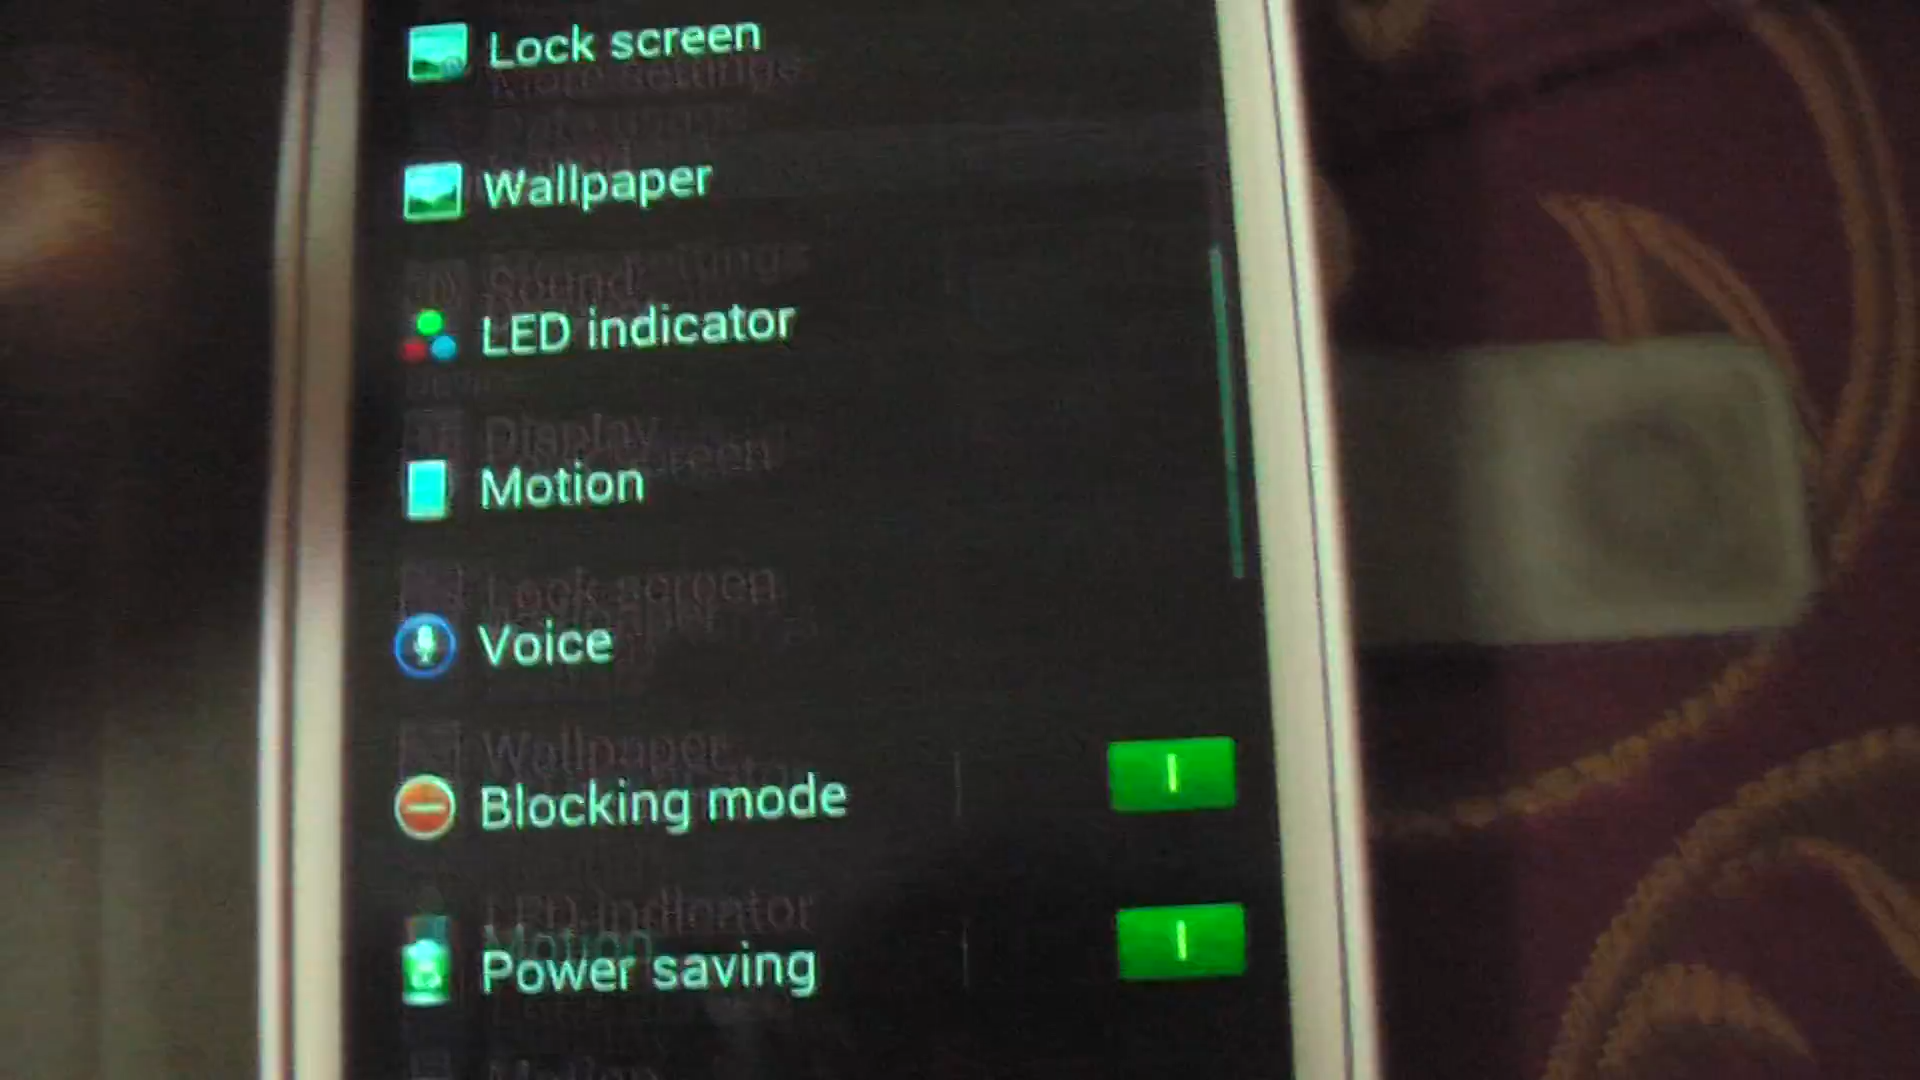 Lock screen
Wallpaper
LED indicator
Motion
Voice
Blocking mode
Power saving